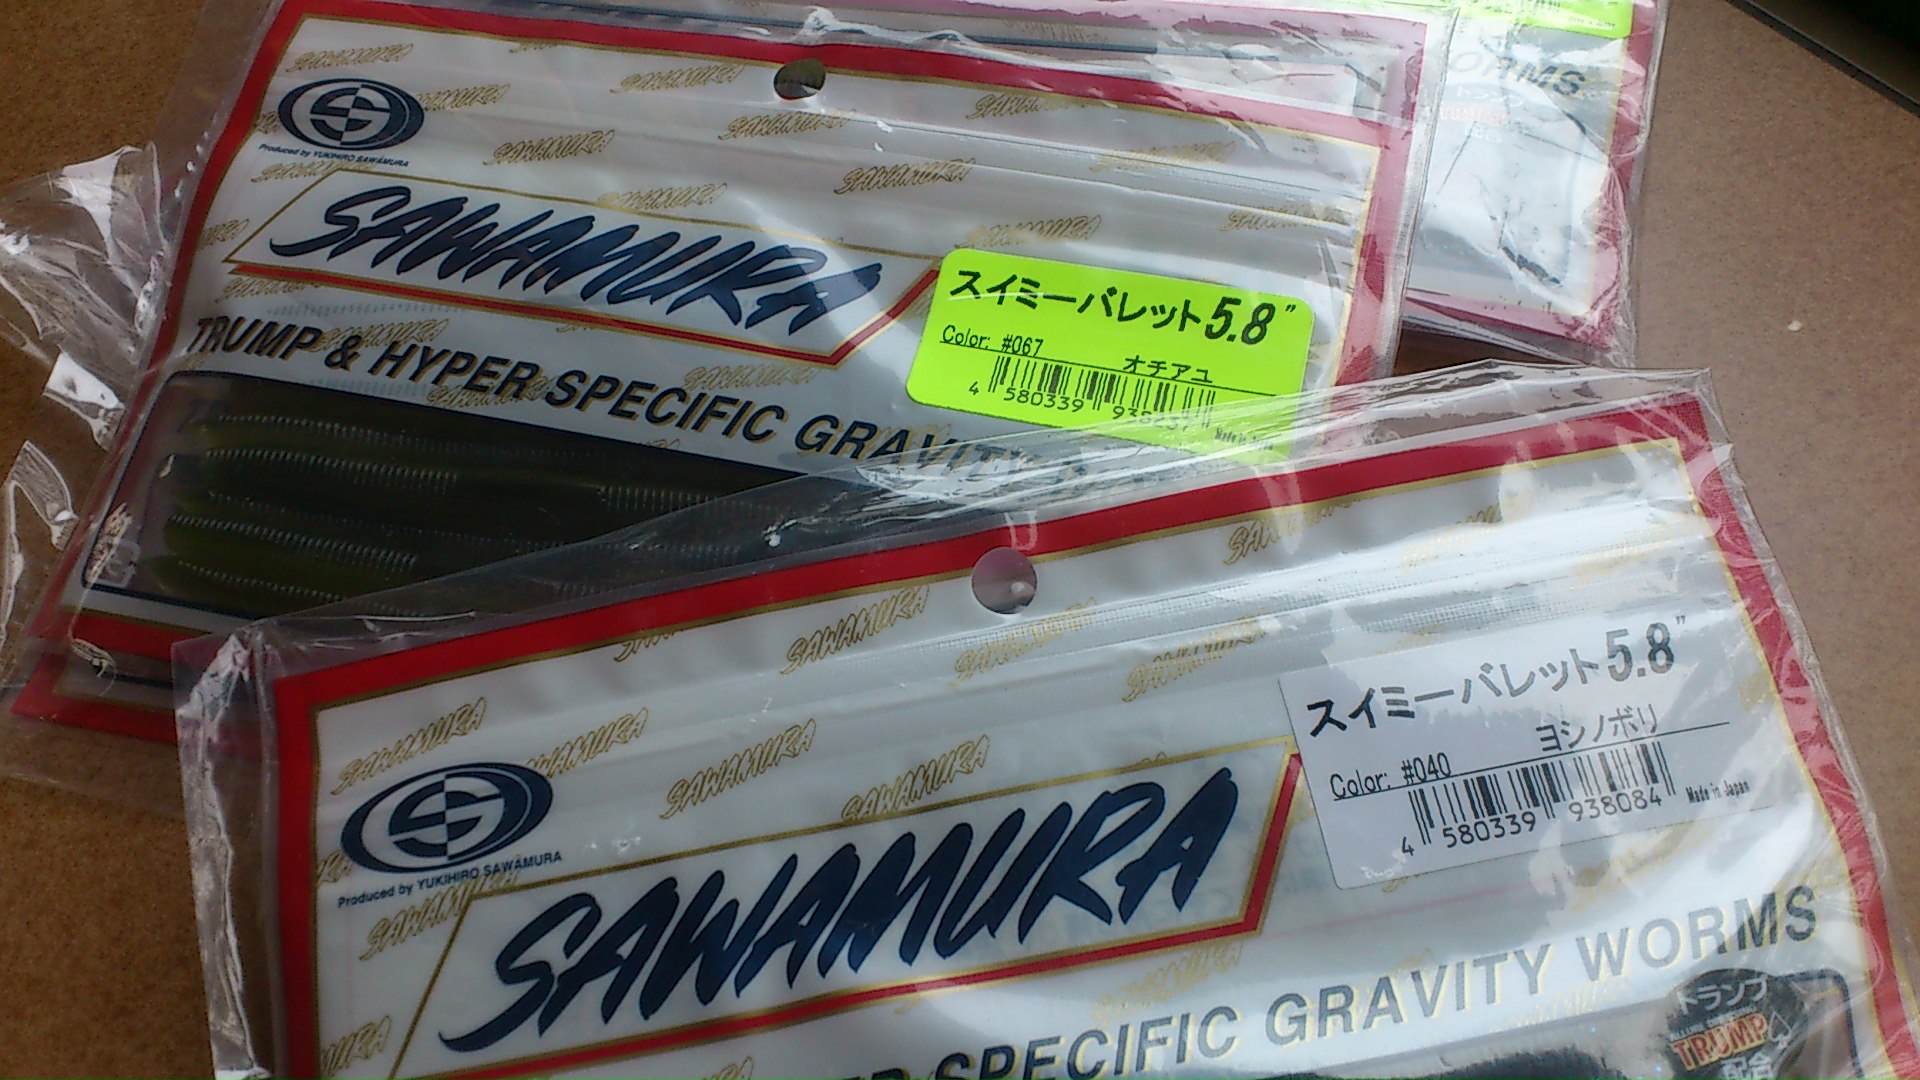 ORMS
Produced by YUKIHIRO SAWAMURA
SAWAMURA
TRUMP & HYPER SPECIFIC GRAVITY
スイミーバレット5.8"
Color: #067
オチアユ
4 580339
Produced by YUKIHIRO SAWAMURA
SAWAMURA
SPECIFIC GRAVITY WORMS
スイミーバレット5.8"
ヨシノボリ
Color: #040
4 580339 938084
Made in Japan
トランプ
TRUMP
配合